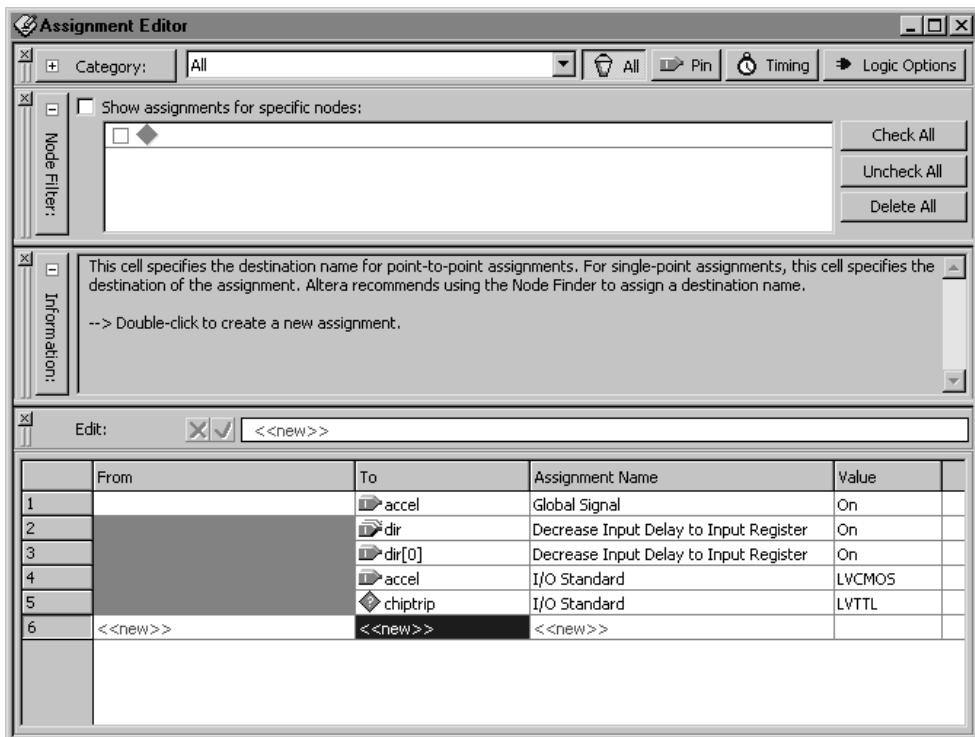 Assignment Editor
Category: All All Pin Timing Logic Options
Show assignments for specific nodes:
Node Filter:
Check All
Uncheck All
Delete All
Information:
This cell specifies the destination name for point-to-point assignments. For single-point assignments, this cell specifies the
destination of the assignment. Altera recommends using the Node Finder to assign a destination name.
--> Double-click to create a new assignment.
Edit: <<new>>
From To Assignment Name Value
1 accel Global Signal On
2 dir Decrease Input Delay to Input Register On
3 dir[0] Decrease Input Delay to Input Register On
4 accel I/O Standard LVCMOS
5 chiptrip I/O Standard LVTTL
6 <<new>> <<new>> <<new>>